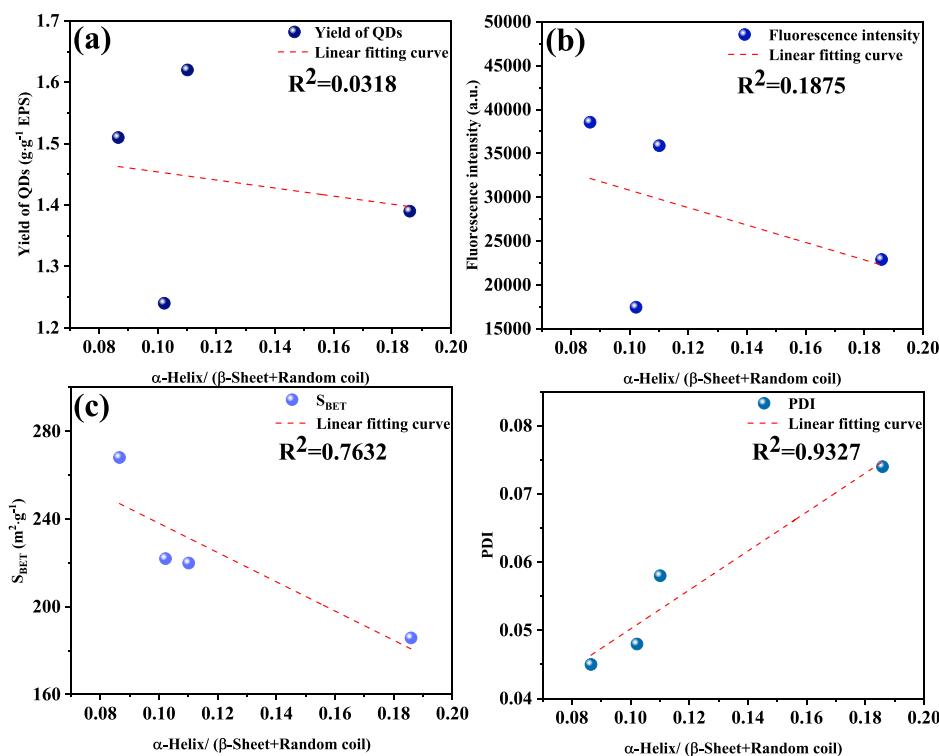 (a)
Yield of QDs
Linear fitting curve
R²=0.0318
Yield of QDs (g·g⁻¹ EPS)
1.7
1.6
1.5
1.4
1.3
1.2
0.08 0.10 0.12 0.14 0.16 0.18 0.20
α-Helix/ (β-Sheet+Random coil)
(b)
Fluorescence intensity
Linear fitting curve
R²=0.1875
Fluorescence intensity (a.u.)
50000
45000
40000
35000
30000
25000
20000
15000
0.08 0.10 0.12 0.14 0.16 0.18 0.20
α-Helix/ (β-Sheet+Random coil)
(c)
S_BET
Linear fitting curve
R²=0.7632
S_BET (m²·g⁻¹)
280
240
200
160
0.08 0.10 0.12 0.14 0.16 0.18 0.20
α-Helix/ (β-Sheet+Random coil)
PDI
Linear fitting curve
R²=0.9327
PDI
0.08
0.07
0.06
0.05
0.04
0.08 0.10 0.12 0.14 0.16 0.18 0.20
α-Helix/ (β-Sheet+Random coil)